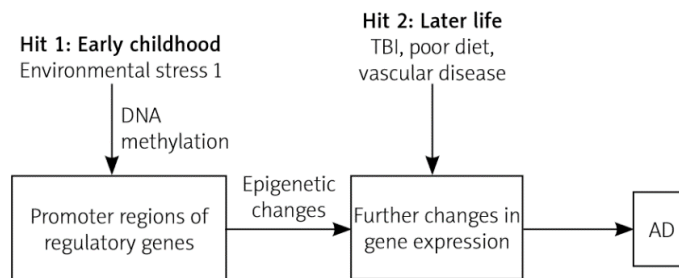 Hit 1: Early childhood
Environmental stress 1
Hit 2: Later life
TBI, poor diet,
vascular disease
DNA
methylation
Promoter regions of
regulatory genes
Epigenetic
changes
Further changes in
gene expression
AD